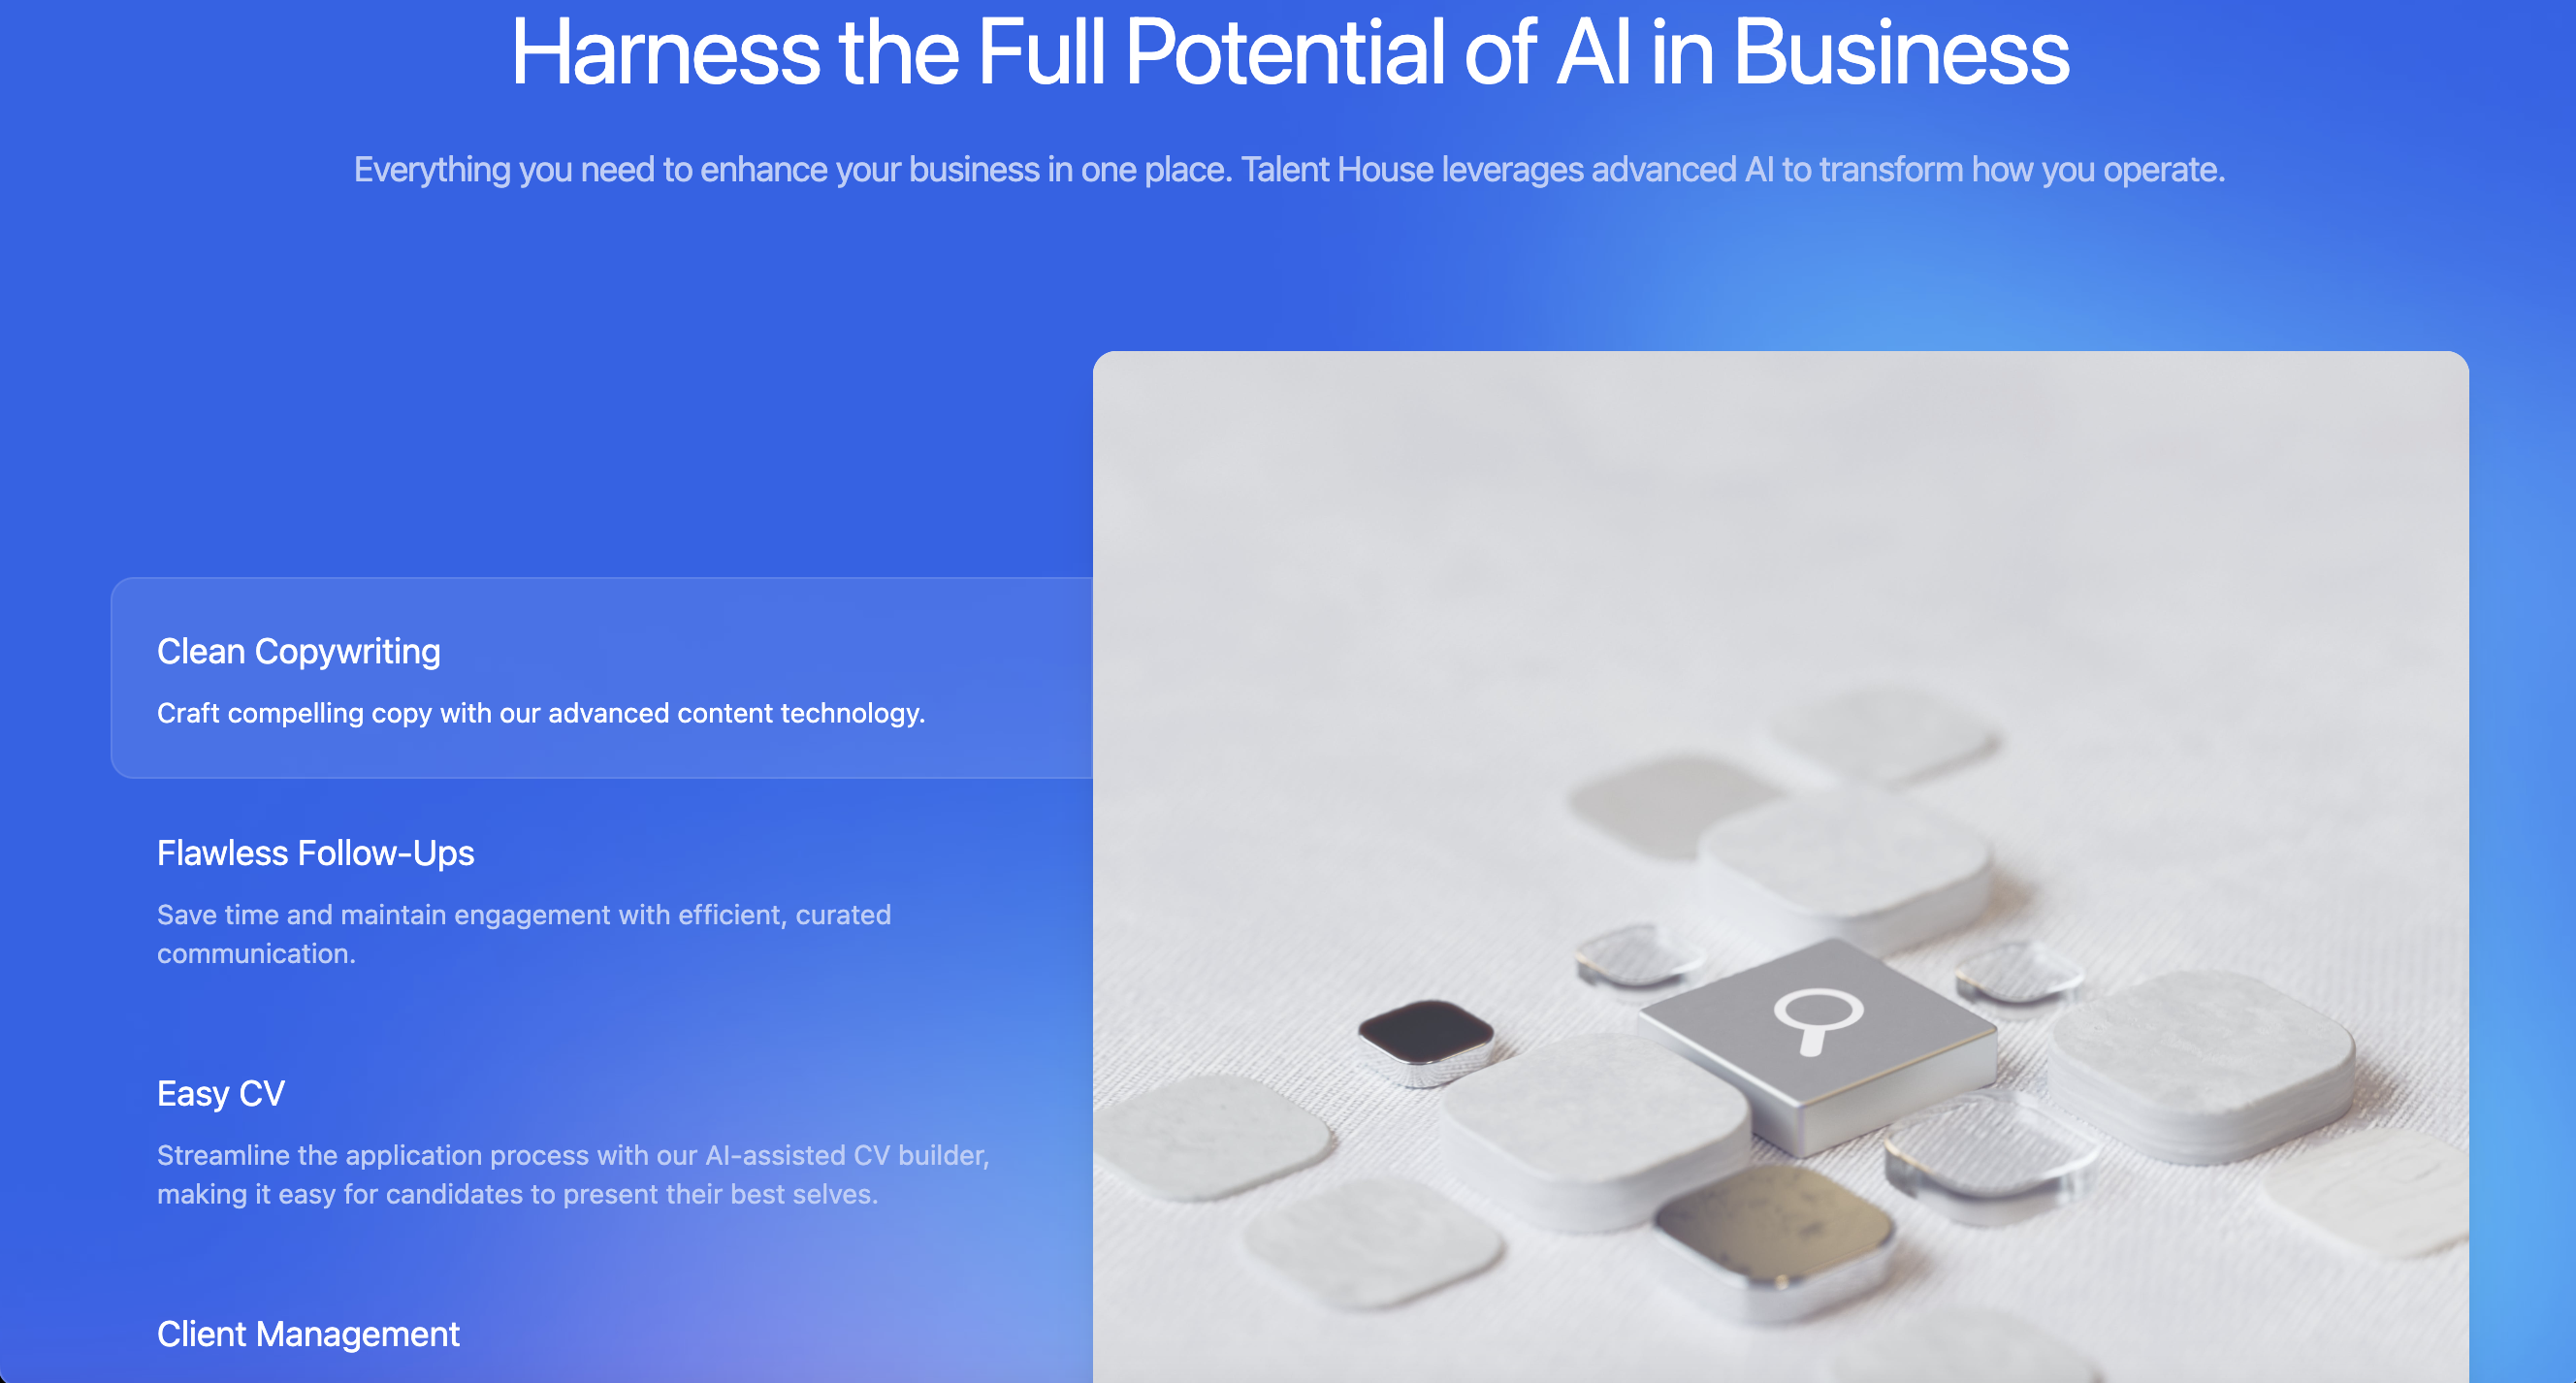 Harness the Full Potential of AI in Business
Everything you need to enhance your business in one place. Talent House leverages advanced AI to transform how you operate.
Clean Copywriting
Craft compelling copy with our advanced content technology.
Flawless Follow-Ups
Save time and maintain engagement with efficient, curated
communication.
Easy CV
Streamline the application process with our AI-assisted CV builder,
making it easy for candidates to present their best selves.
Client Management